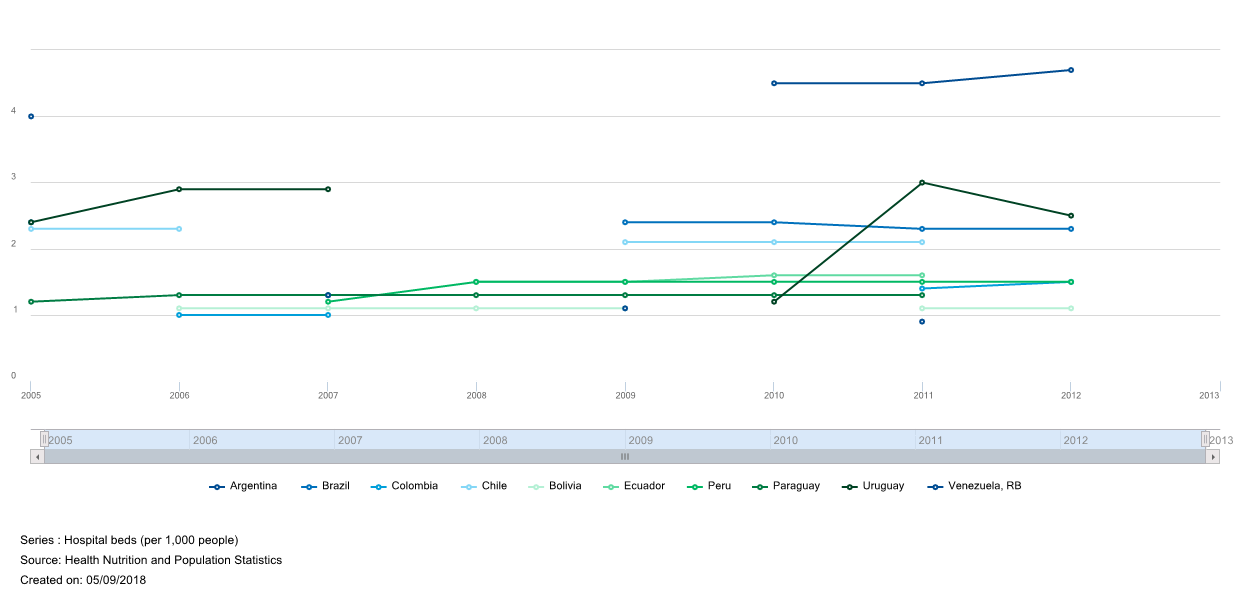 4
3
2
1
0
2005 2006 2007 2008 2009 2010 2011 2012 2013
2005 2006 2007 2008 2009 2010 2011 2012 2013
Argentina Brazil Colombia Chile Bolivia Ecuador Peru Paraguay Uruguay Venezuela, RB
Series : Hospital beds (per 1,000 people)
Source: Health Nutrition and Population Statistics
Created on: 05/09/2018